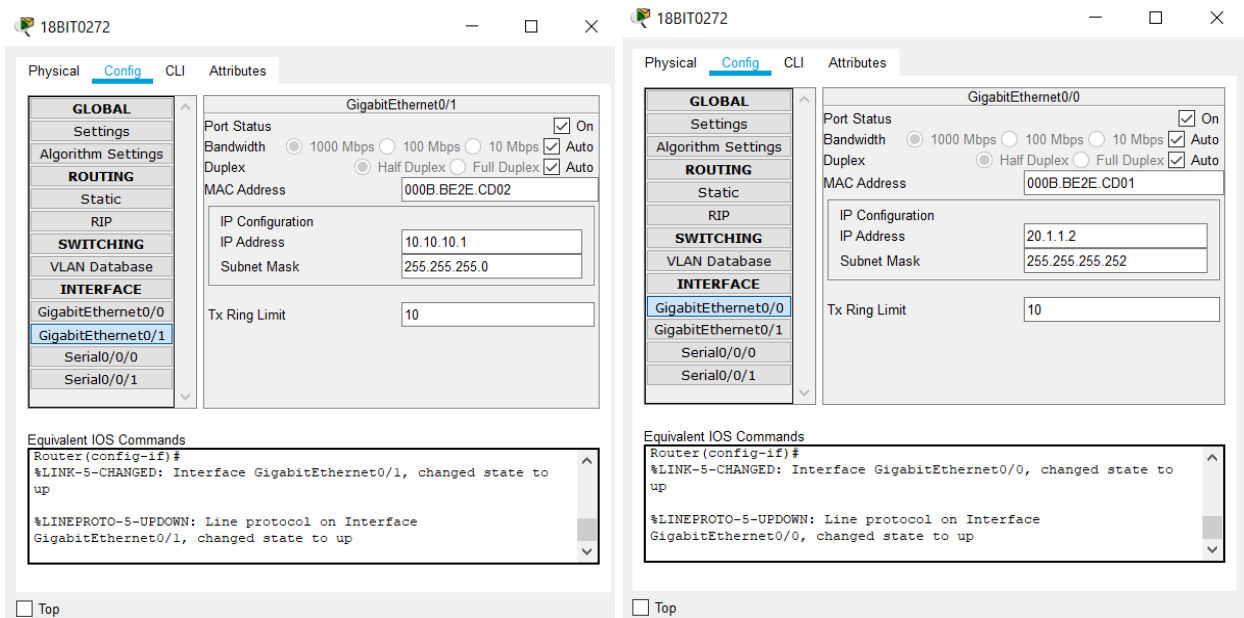 18BIT0272
Physical Config CLI Attributes
GLOBAL
Settings
Algorithm Settings
ROUTING
Static
RIP
SWITCHING
VLAN Database
INTERFACE
GigabitEthernet0/0
GigabitEthernet0/1
Serial0/0/0
Serial0/0/1
GigabitEthernet0/1
Port Status On
Bandwidth 1000 Mbps 100 Mbps 10 Mbps Auto
Duplex Half Duplex Full Duplex Auto
MAC Address 000B.BE2E.CD02
IP Configuration
IP Address 10.10.10.1
Subnet Mask 255.255.255.0
Tx Ring Limit 10
Equivalent IOS Commands
Router(config-if)#
%LINK-5-CHANGED: Interface GigabitEthernet0/1, changed state to
up
%LINEPROTO-5-UPDOWN: Line protocol on Interface
GigabitEthernet0/1, changed state to up
Top
18BIT0272
Physical Config CLI Attributes
GLOBAL
Settings
Algorithm Settings
ROUTING
Static
RIP
SWITCHING
VLAN Database
INTERFACE
GigabitEthernet0/0
GigabitEthernet0/1
Serial0/0/0
Serial0/0/1
GigabitEthernet0/0
Port Status On
Bandwidth 1000 Mbps 100 Mbps 10 Mbps Auto
Duplex Half Duplex Full Duplex Auto
MAC Address 000B.BE2E.CD01
IP Configuration
IP Address 20.1.1.2
Subnet Mask 255.255.255.252
Tx Ring Limit 10
Equivalent IOS Commands
Router(config-if)#
%LINK-5-CHANGED: Interface GigabitEthernet0/0, changed state to
up
%LINEPROTO-5-UPDOWN: Line protocol on Interface
GigabitEthernet0/0, changed state to up
Top